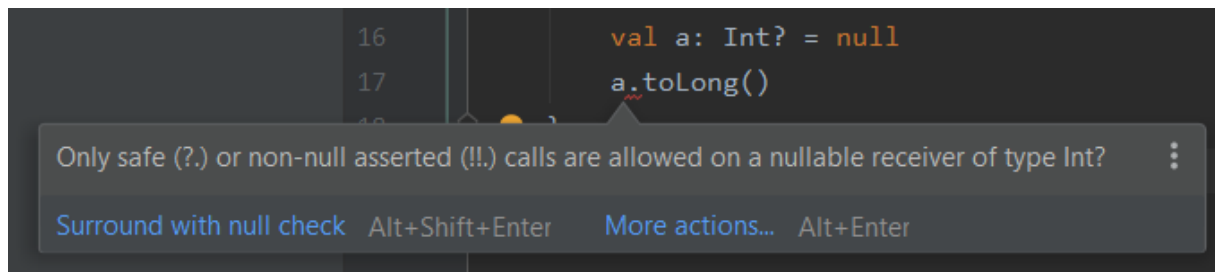 16 val a: Int? = null
17 a.toLong()
18 }
Only safe (?.) or non-null asserted (!!.) calls are allowed on a nullable receiver of type Int?
Surround with null check Alt+Shift+Enter More actions... Alt+Enter